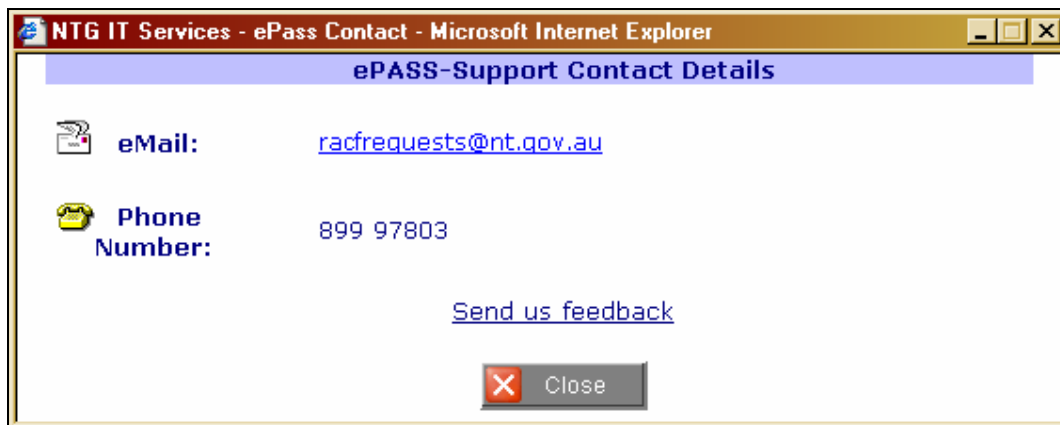 NTG IT Services - ePass Contact - Microsoft Internet Explorer
ePASS-Support Contact Details
eMail: racfrequests@nt.gov.au
Phone
Number: 899 97803
Send us feedback
Close